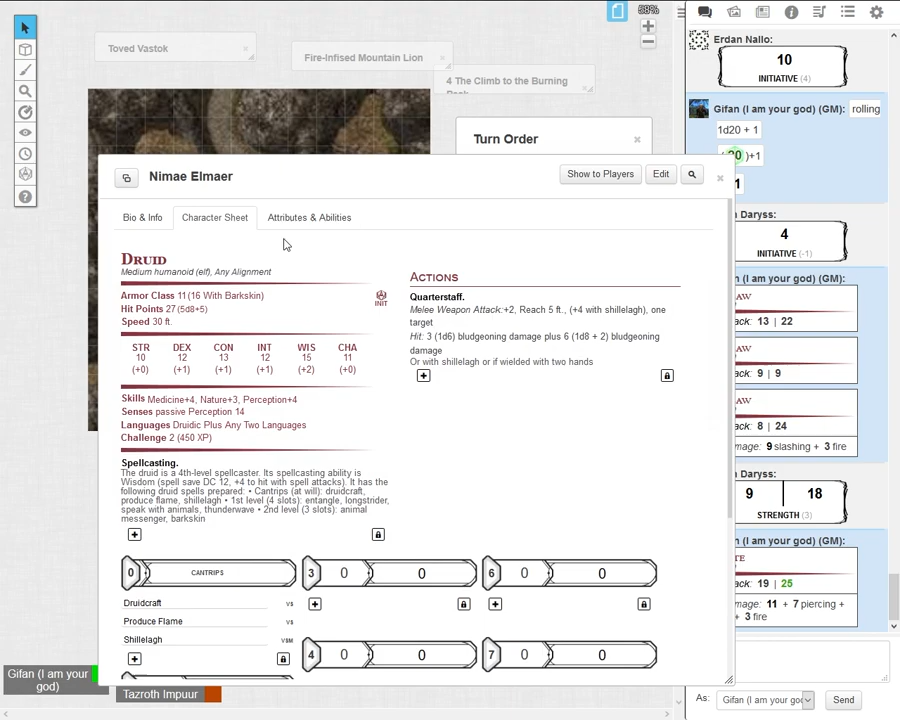 Toved Vastok
Fire-Infised Mountain Lion
4 The Climb to the Burning
58%
Turn Order
Nimae Elmaer
Show to Players
Edit
Bio & Info
Character Sheet
Attributes & Abilities
Druid
Medium humanoid (elf), Any Alignment
Armor Class 11 (16 With Barkskin)
Hit Points 27 (5d8+5)
Speed 30 ft.
INIT
STR DEX CON INT WIS CHA
10 12 13 12 15 11
(+0) (+1) (+1) (+1) (+2) (+0)
Skills Medicine+4, Nature+3, Perception+4
Senses passive Perception 14
Languages Druidic Plus Any Two Languages
Challenge 2 (450 XP)
Spellcasting.
The druid is a 4th-level spellcaster. Its spellcasting ability is
Wisdom (spell save DC 12, +4 to hit with spell attacks). It has the
following druid spells prepared: • Cantrips (at will): druidcraft,
produce flame, shillelagh • 1st level (4 slots): entangle, longstrider,
speak with animals, thunderwave • 2nd level (3 slots): animal
messenger, barkskin
Actions
Quarterstaff.
Melee Weapon Attack:+2, Reach 5 ft., (+4 with shillelagh), one
target
Hit: 3 (1d6) bludgeoning damage plus 6 (1d8 + 2) bludgeoning
damage
Or with shillelagh or if wielded with two hands
0 CANTRIPS
Druidcraft VS
Produce Flame VS
Shillelagh VSM
3 0 0
4 0 0
6 0 0
7 0 0
Gifan (I am your
god)
Tazroth Impuur
Erdan Nallo:
10
INITIATIVE (4)
Gifan (I am your god) (GM): rolling
1d20 + 1
)+1
1
Daryss:
4
INITIATIVE (-1)
(I am your god) (GM):
AW
ack: 13 | 22
AW
ack: 9 | 9
AW
ack: 8 | 24
mage: 9 slashing + 3 fire
Daryss:
9 18
STRENGTH (3)
(I am your god) (GM):
TE
ack: 19 | 25
mage: 11 + 7 piercing +
+ 3 fire
As:
Gifan (I am your god
Send